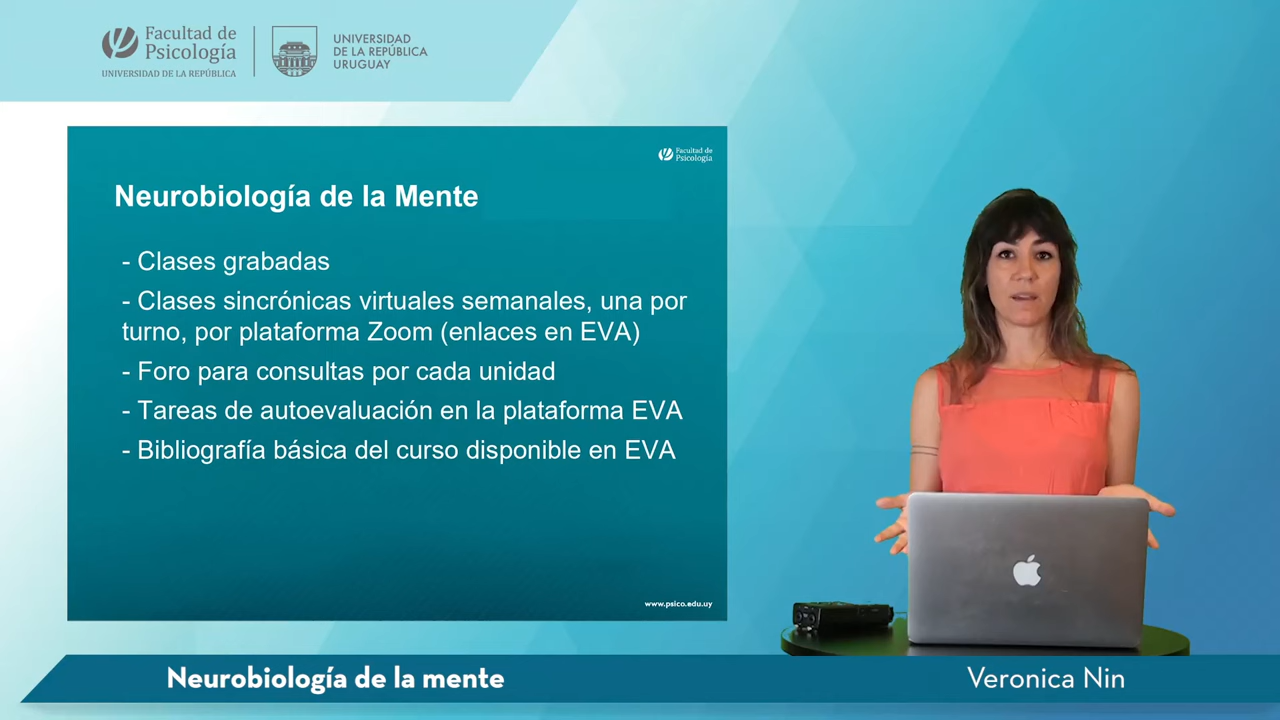 Facultad de
Psicología
UNIVERSIDAD DE LA REPÚBLICA
UNIVERSIDAD
DE LA REPÚBLICA
URUGUAY
Facultad de
Psicología
Neurobiología de la Mente
- Clases grabadas
- Clases sincrónicas virtuales semanales, una por
turno, por plataforma Zoom (enlaces en EVA)
- Foro para consultas por cada unidad
- Tareas de autoevaluación en la plataforma EVA
- Bibliografía básica del curso disponible en EVA
www.psico.edu.uy
Neurobiología de la mente
Veronica Nin